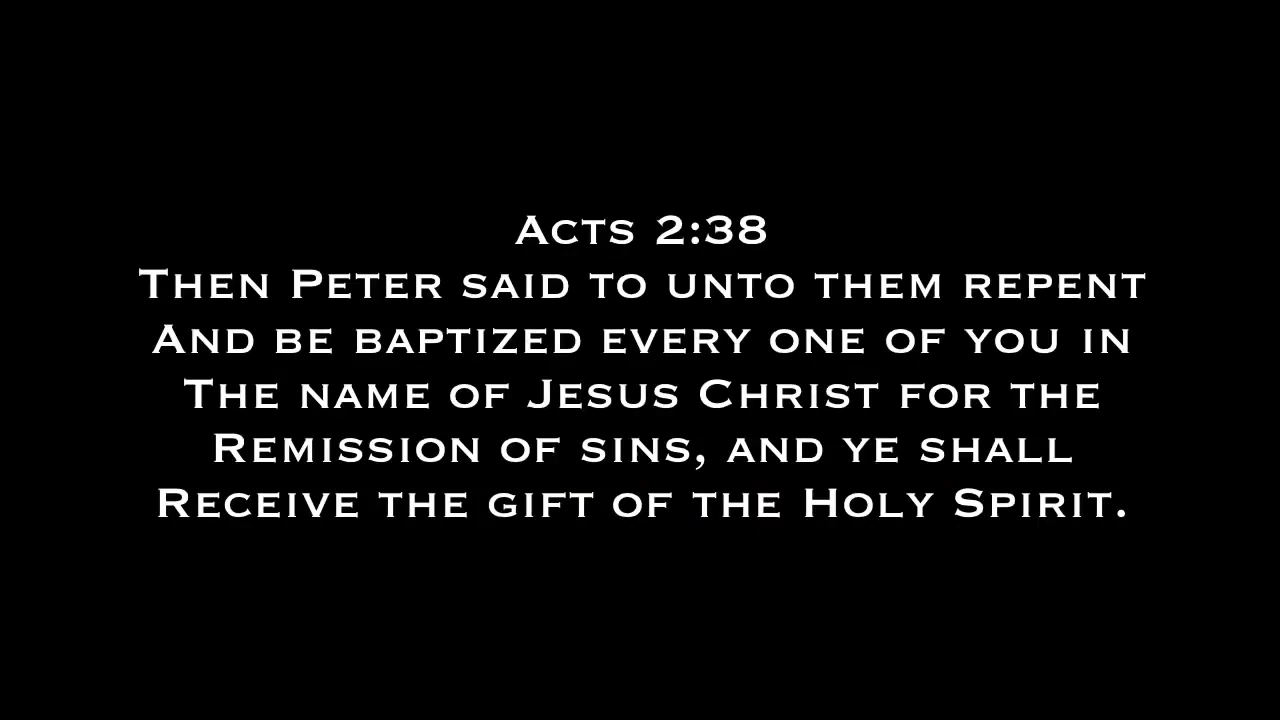 Acts 2:38
Then Peter said to unto them repent
And be baptized every one of you in
The name of Jesus Christ for the
Remission of sins, and ye shall
Receive the gift of the Holy Spirit.